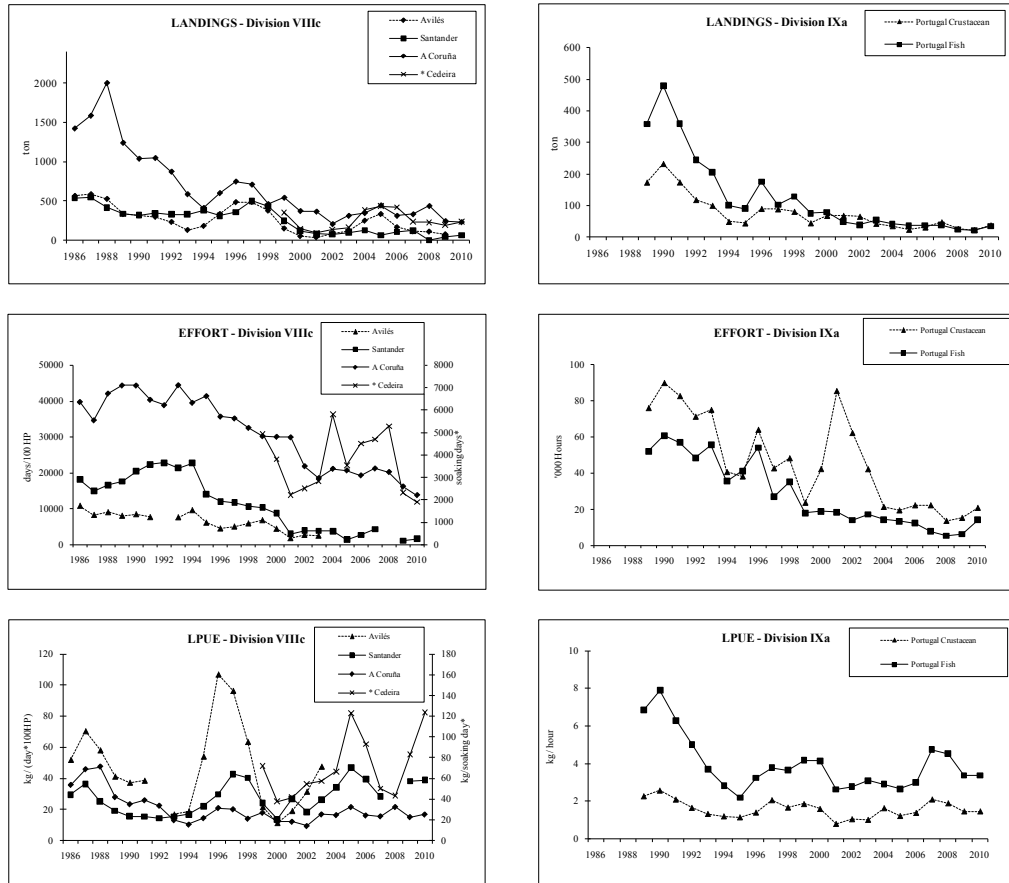 LANDINGS - Division VIIIc
Avilés
Santander
A Coruña
* Cedeira
ton
2000
1500
1000
500
0
1986 1988 1990 1992 1994 1996 1998 2000 2002 2004 2006 2008 2010
LANDINGS - Division IXa
Portugal Crustacean
Portugal Fish
ton
600
500
400
300
200
100
0
1986 1988 1990 1992 1994 1996 1998 2000 2002 2004 2006 2008 2010
EFFORT - Division VIIIc
Avilés
Santander
A Coruña
* Cedeira
days/100 HP
50000
40000
30000
20000
10000
0
8000
7000
6000
5000
4000
3000
2000
1000
0
soaking days*
1986 1988 1990 1992 1994 1996 1998 2000 2002 2004 2006 2008 2010
EFFORT - Division IXa
Portugal Crustacean
Portugal Fish
'000 Hours
100
80
60
40
20
0
1986 1988 1990 1992 1994 1996 1998 2000 2002 2004 2006 2008 2010
LPUE - Division VIIIc
Avilés
Santander
A Coruña
* Cedeira
kg/ (day*100HP)
120
100
80
60
40
20
0
180
160
140
120
100
80
60
40
20
0
kg/soaking day*
1986 1988 1990 1992 1994 1996 1998 2000 2002 2004 2006 2008 2010
LPUE - Division IXa
Portugal Crustacean
Portugal Fish
kg/ hour
10
8
6
4
2
0
1986 1988 1990 1992 1994 1996 1998 2000 2002 2004 2006 2008 2010